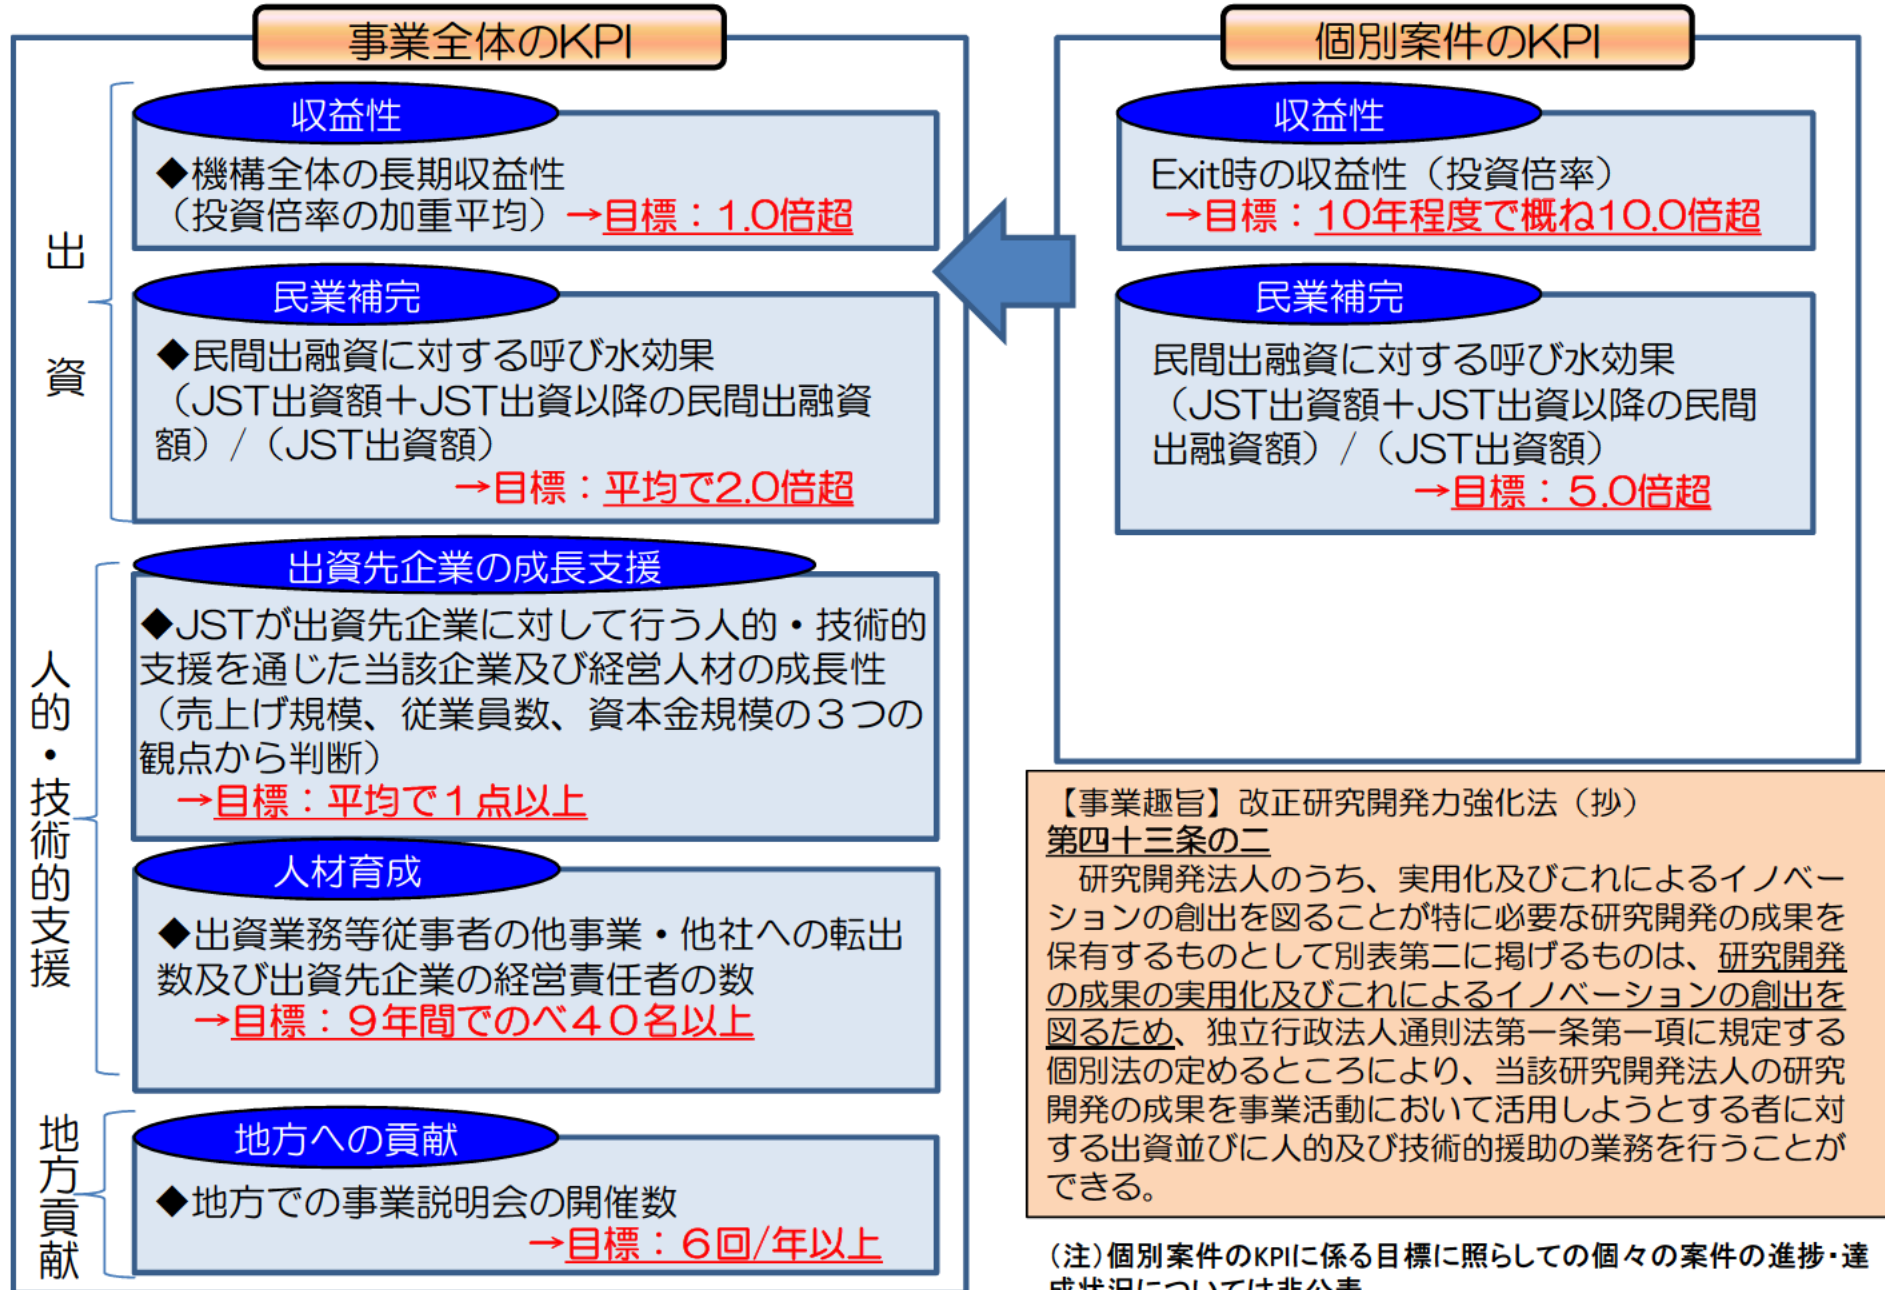 事業全体のKPI
出資
収益性
◆機構全体の長期収益性
（投資倍率の加重平均）→目標：1.0倍超
民業補完
◆民間出融資に対する呼び水効果
（JST出資額＋JST出資以降の民間出融資
額）/（JST出資額）
→目標：平均で2.0倍超
人的・技術的支援
出資先企業の成長支援
◆JSTが出資先企業に対して行う人的・技術的
支援を通じた当該企業及び経営人材の成長性
（売上げ規模、従業員数、資本金規模の３つの
観点から判断）
→目標：平均で１点以上
人材育成
◆出資業務等従事者の他事業・他社への転出
数及び出資先企業の経営責任者の数
→目標：９年間でのべ４０名以上
地方貢献
地方への貢献
◆地方での事業説明会の開催数
→目標：６回/年以上
個別案件のKPI
収益性
Exit時の収益性（投資倍率）
→目標：10年程度で概ね10.0倍超
民業補完
民間出融資に対する呼び水効果
（JST出資額＋JST出資以降の民間
出融資額）/（JST出資額）
→目標：５.0倍超
【事業趣旨】改正研究開発力強化法（抄）
第四十三条の二
　研究開発法人のうち、実用化及びこれによるイノベー
ションの創出を図ることが特に必要な研究開発の成果を
保有するものとして別表第二に掲げるものは、研究開発
の成果の実用化及びこれによるイノベーションの創出を
図るため、独立行政法人通則法第一条第一項に規定する
個別法の定めるところにより、当該研究開発法人の研究
開発の成果を事業活動において活用しようとする者に対
する出資並びに人的及び技術的援助の業務を行うことが
できる。
（注）個別案件のKPIに係る目標に照らしての個々の案件の進捗・達
成状況については非公表